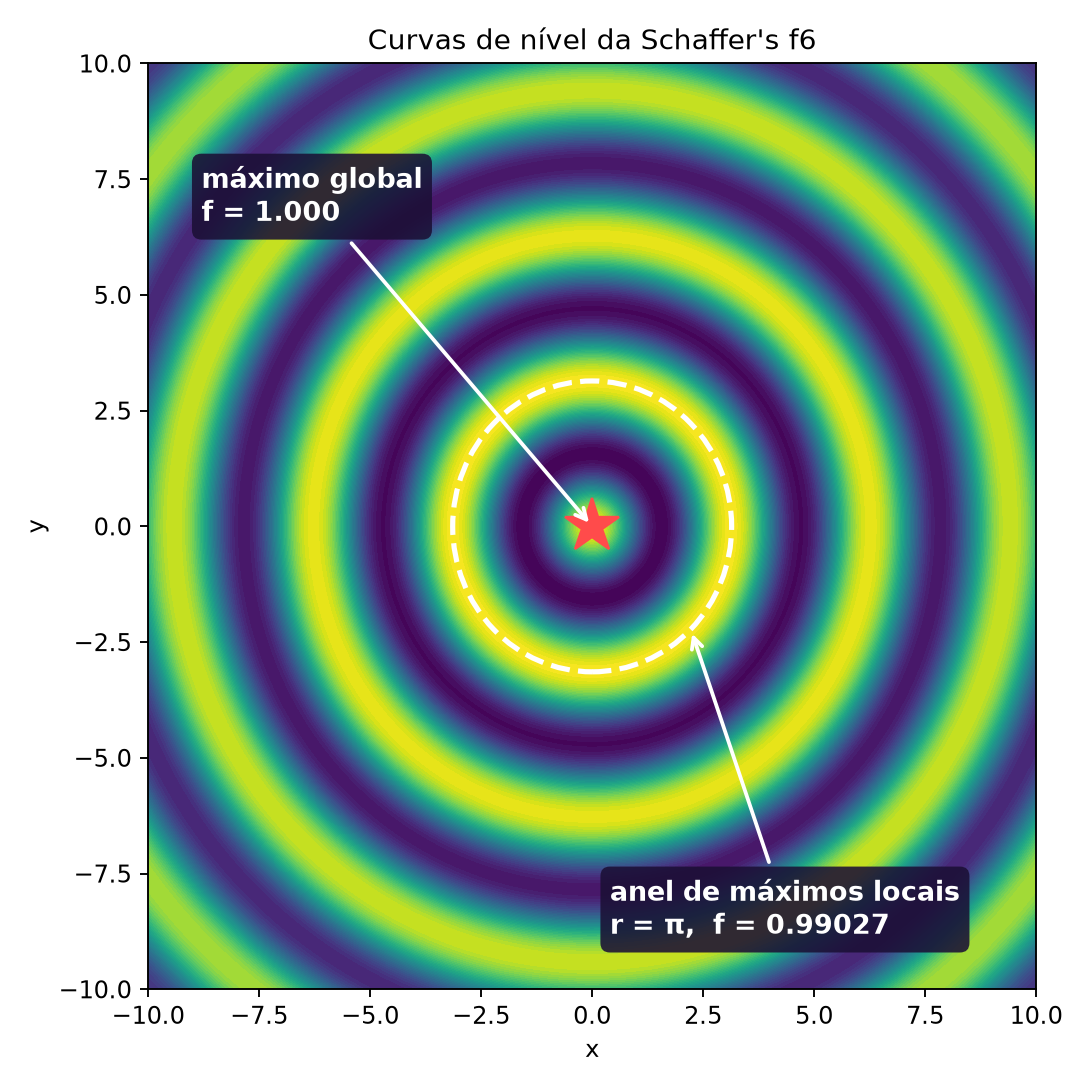 Curvas de nível da Schaffer's f6
10.0
7.5
5.0
2.5
0.0
−2.5
−5.0
−7.5
−10.0
y
máximo global
f = 1.000
anel de máximos locais
r = π,  f = 0.99027
−10.0 −7.5 −5.0 −2.5 0.0 2.5 5.0 7.5 10.0
x